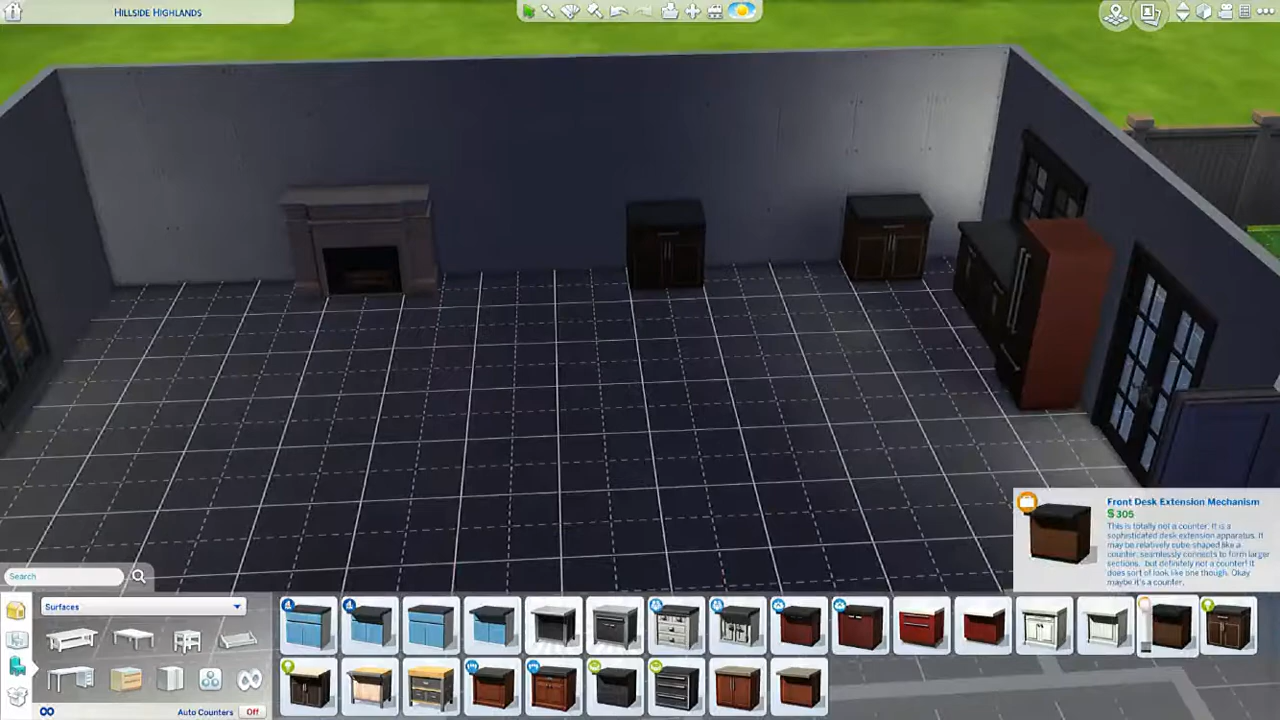 Hillside Highlands
Front Desk Extension Mechanism
§305
This is totally not a counter. It is a
sophisticated desk extension apparatus. It
may be relatively cube shaped like a
counter, seamlessly connects to form larger
sections, but definitely not a counter! It
does sort of look like one though. Okay
maybe it's a counter.
Search
Surfaces
Auto Counters Off